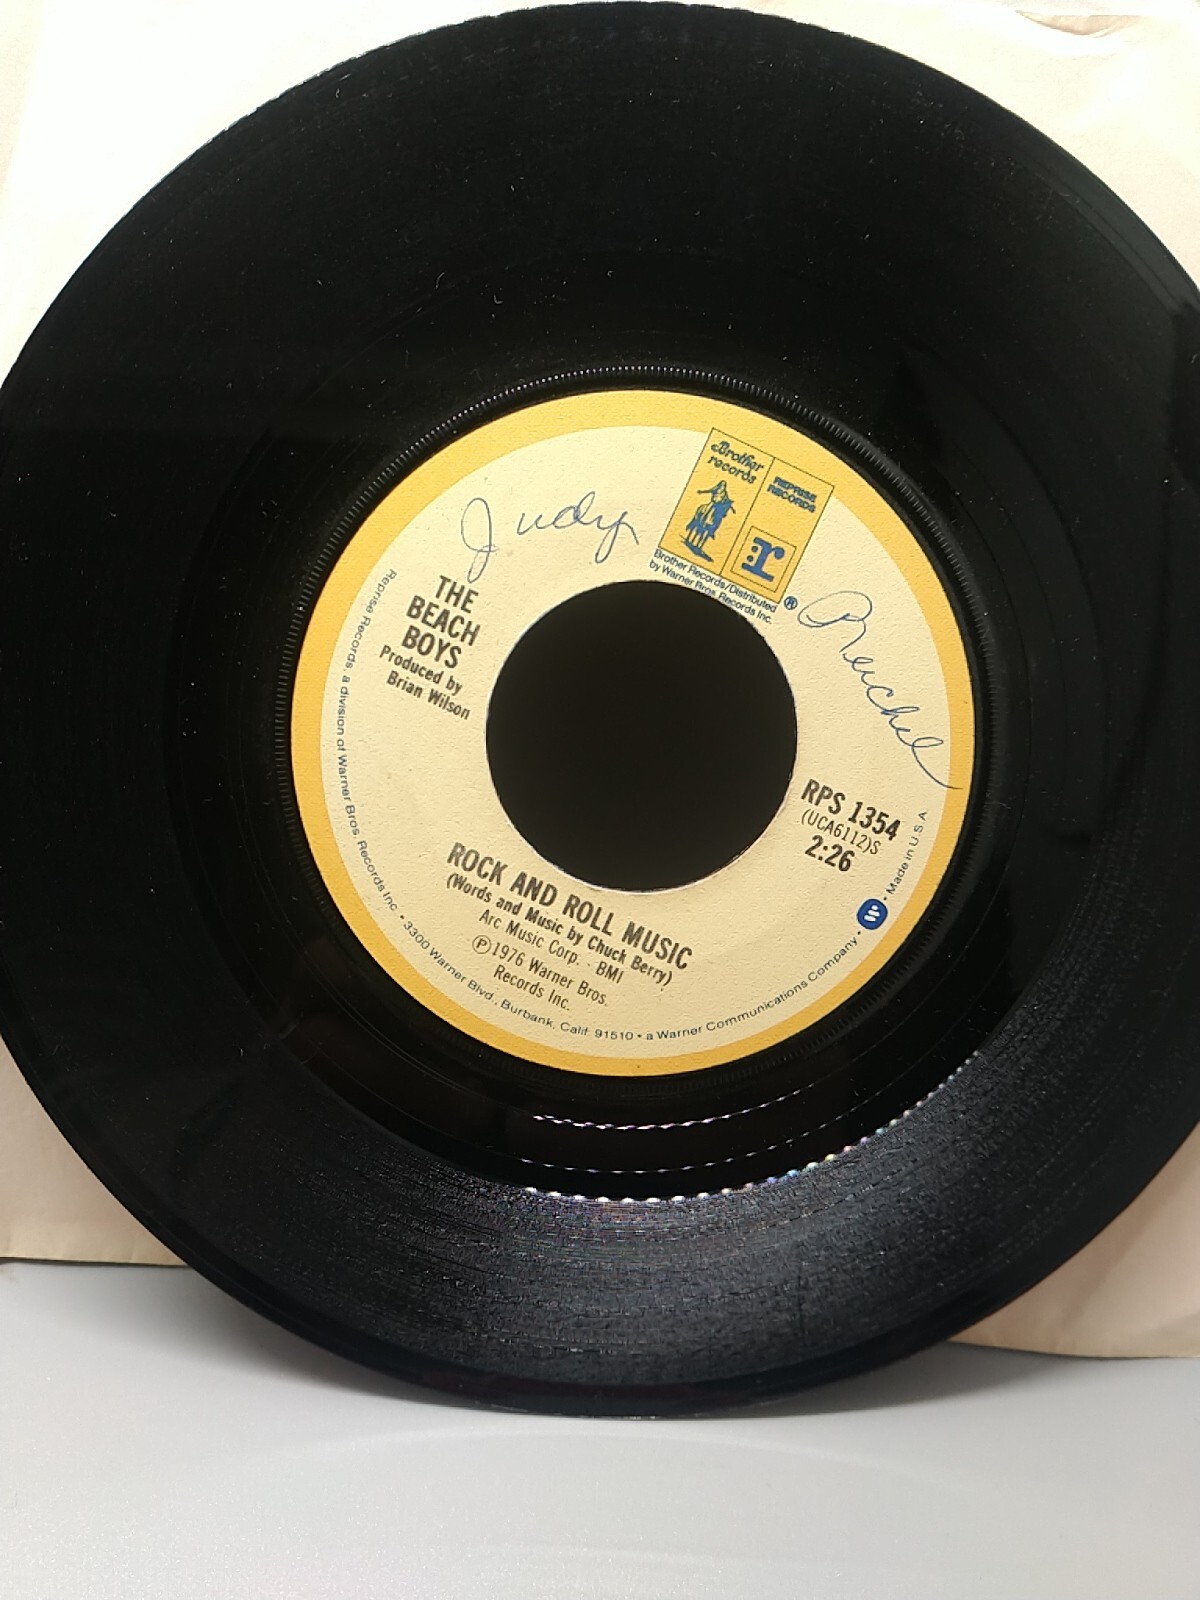 Brother
records
REPRISE
RECORDS
r
Brother Records/Distributed
by Warner Bros. Records Inc.
®
Judy
Reichel
THE
BEACH
BOYS
Produced by
Brian Wilson
RPS 1354
(UCA6112)S
2:26
ROCK AND ROLL MUSIC
(Words and Music by Chuck Berry)
Arc Music Corp. - BMI
℗1976 Warner Bros.
Records Inc.
Reprise Records, a division of Warner Bros. Records Inc. • 3300 Warner Blvd., Burbank, Calif. 91510 • a Warner Communications Company • Made in U.S.A.